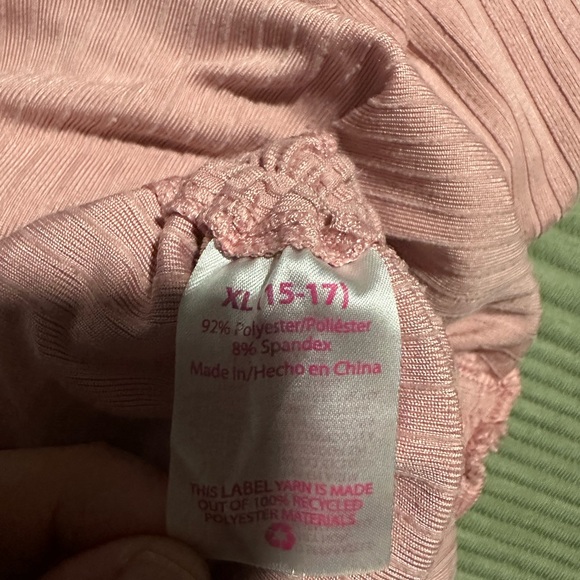 XL (15-17)
92% Polyester/Poliéster
8% Spandex
Made In/Hecho en China
THIS LABEL YARN IS MADE
OUT OF 100% RECYCLED
POLYESTER MATERIALS